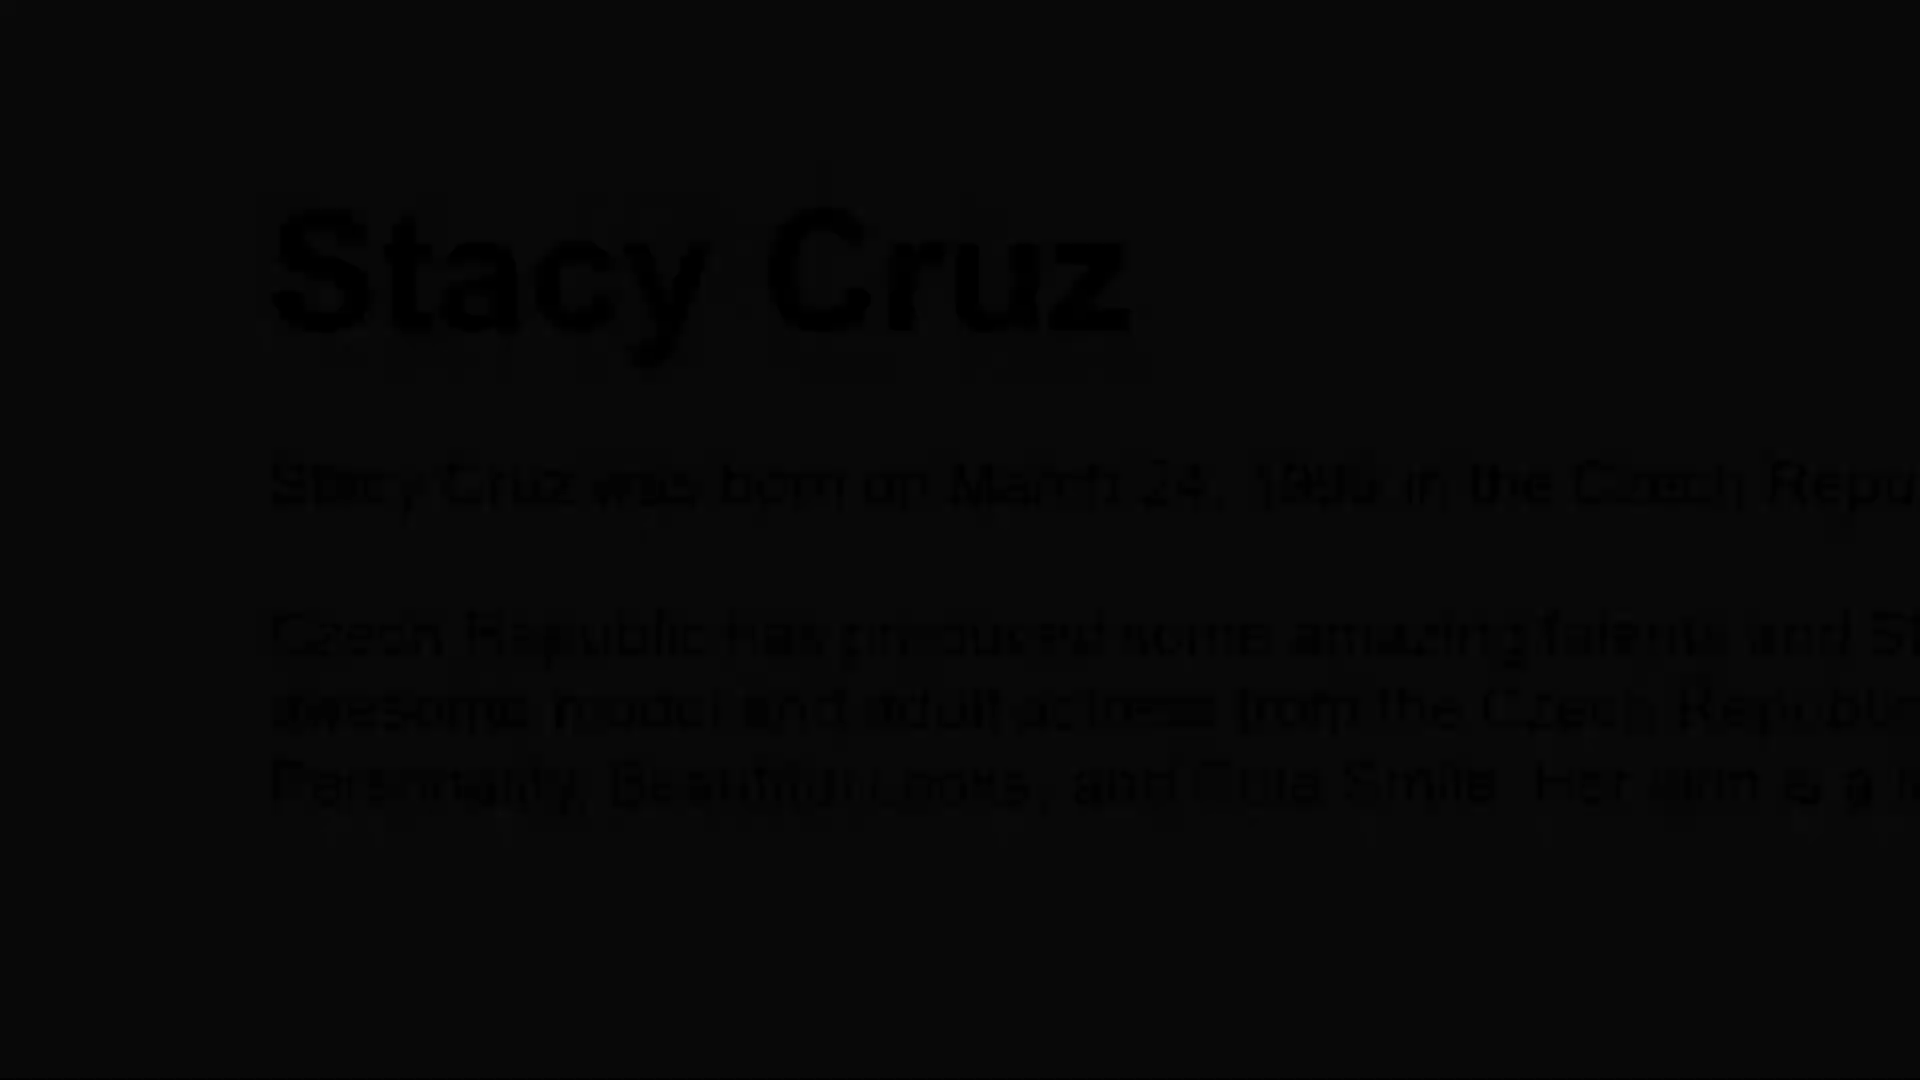 Stacy Cruz
Stacy Cruz was born on March 24, in the Czech Repu
Czech Republic has produced some amazing talents and St
awesome model and adult actress from the Czech Republic
Personality, Beautiful Looks, and Cute Smile. Her is a